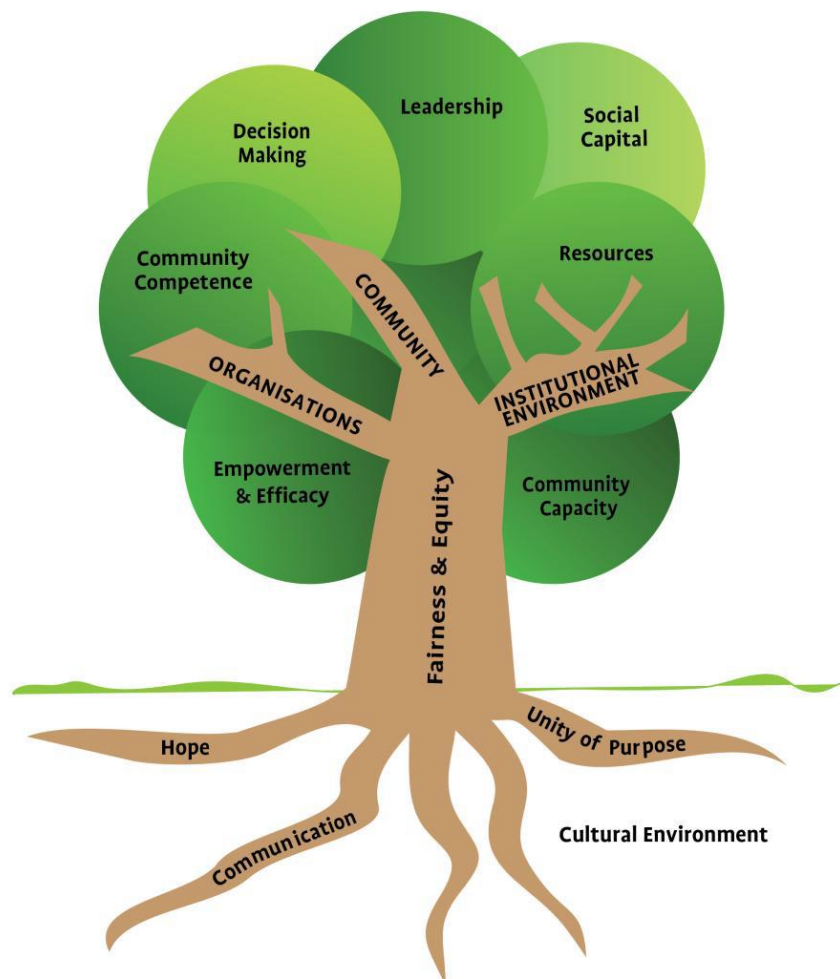 Leadership
Social
Capital
Decision
Making
Community
Competence
Resources
COMMUNITY
ORGANISATIONS
INSTITUTIONAL
ENVIRONMENT
Empowerment
& Efficacy
Community
Capacity
Fairness & Equity
Hope
Unity of Purpose
Communication
Cultural Environment